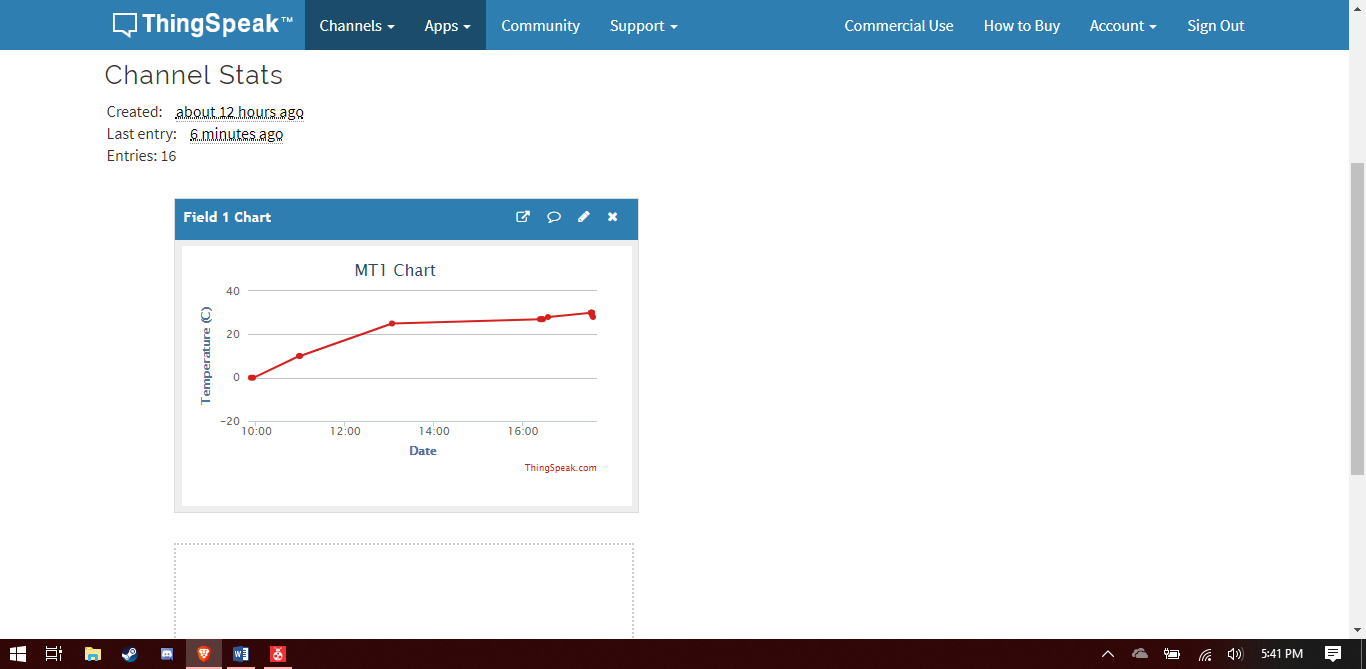 ThingSpeak™ Channels Apps Community Support Commercial Use How to Buy Account Sign Out
Channel Stats
Created: about 12 hours ago
Last entry: 6 minutes ago
Entries: 16
Field 1 Chart
MT1 Chart
Temperature (C)
40
20
0
-20
10:00 12:00 14:00 16:00
Date
ThingSpeak.com
5:41 PM